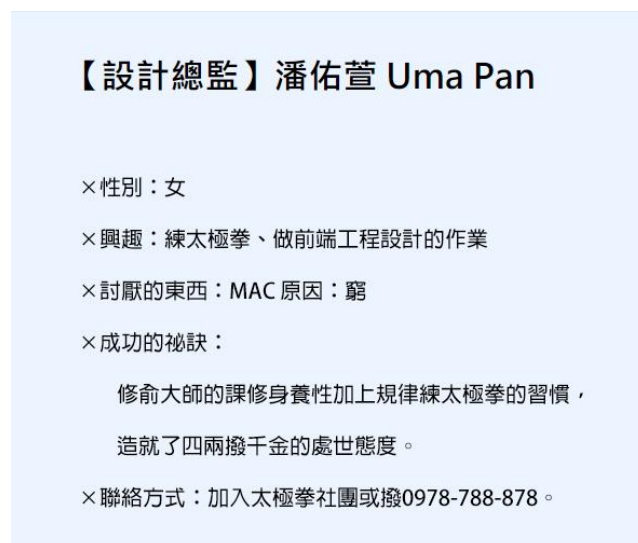 【設計總監】潘佑萱 Uma Pan
×性別：女
×興趣：練太極拳、做前端工程設計的作業
×討厭的東西：MAC 原因：窮
×成功的祕訣：
修俞大師的課修身養性加上規律練太極拳的習慣，
造就了四兩撥千金的處世態度。
×聯絡方式：加入太極拳社團或撥0978-788-878。